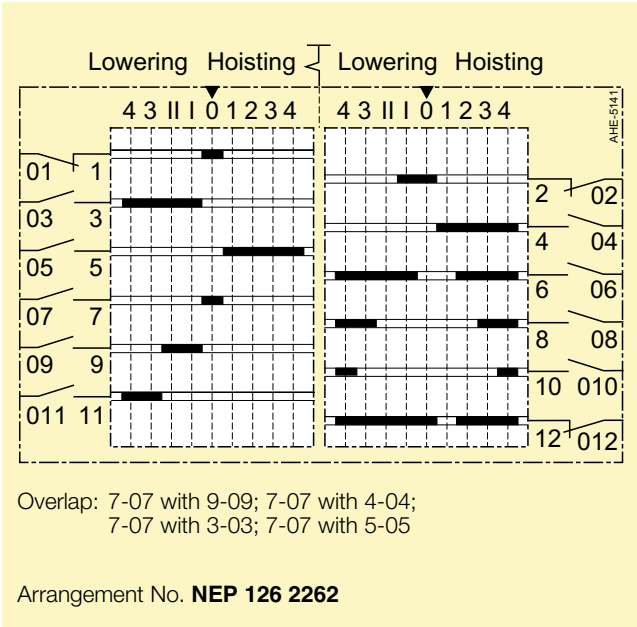 Lowering Hoisting Lowering Hoisting
4 3 II I 0 1 2 3 4 4 3 II I 0 1 2 3 4
AHE-5141
01 1
2 02
03 3
4 04
05 5
6 06
07 7
8 08
09 9
10 010
011 11
12 012
Overlap: 7-07 with 9-09; 7-07 with 4-04;
7-07 with 3-03; 7-07 with 5-05
Arrangement No. NEP 126 2262